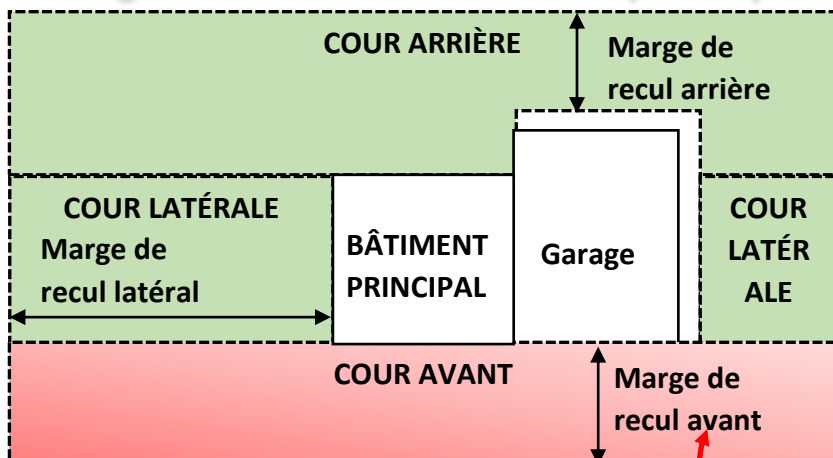 COUR ARRIÈRE
Marge de
recul arrière
COUR LATÉRALE
Marge de
recul latéral
BÂTIMENT
PRINCIPAL
Garage
COUR
LATÉR
ALE
COUR AVANT
Marge de
recul avant